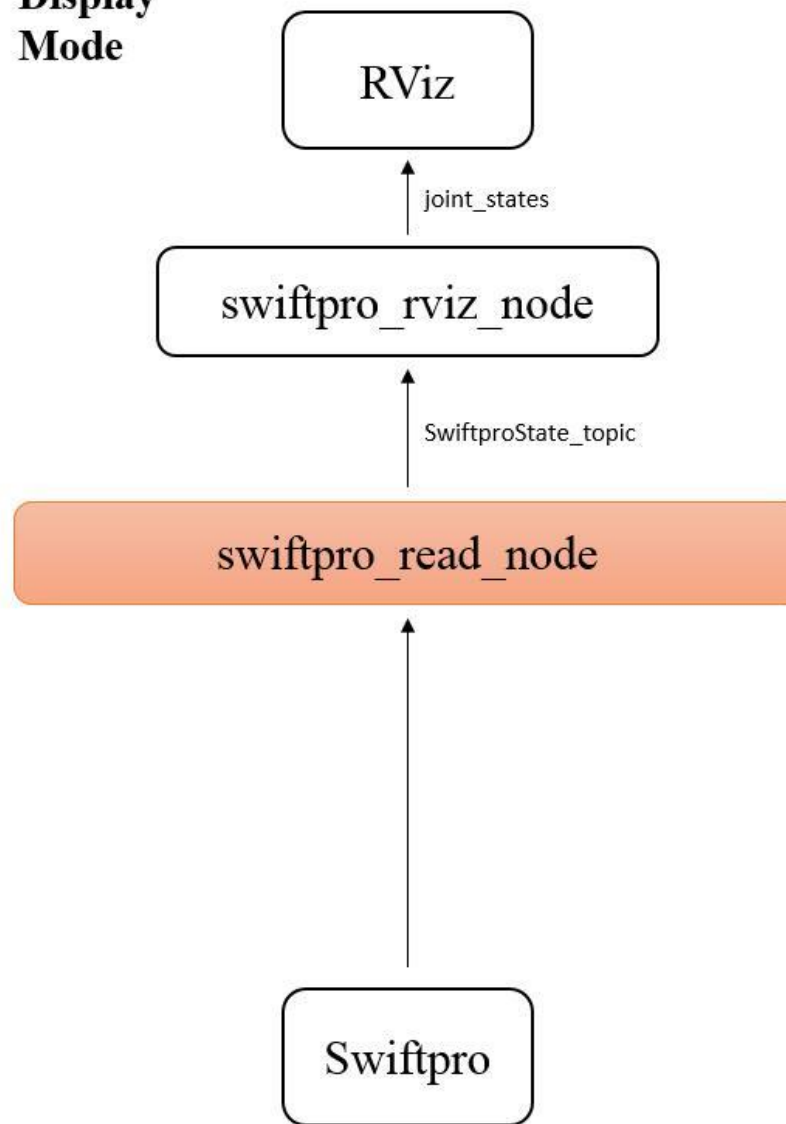 Display
Mode
RViz
joint_states
swiftpro_rviz_node
SwiftproState_topic
swiftpro_read_node
Swiftpro